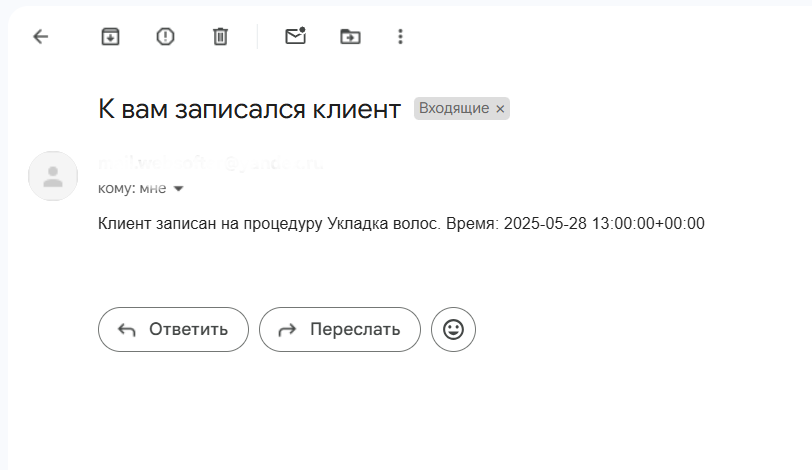 К вам записался клиент Входящие ×
кому: мне
Клиент записан на процедуру Укладка волос. Время: 2025-05-28 13:00:00+00:00
Ответить Переслать